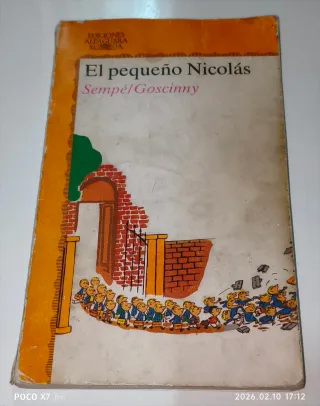 EDICIONES
ALFAGUARA
El pequeño Nicolás
Sempé/Goscinny
POCO X7
2026.02.10 17:12